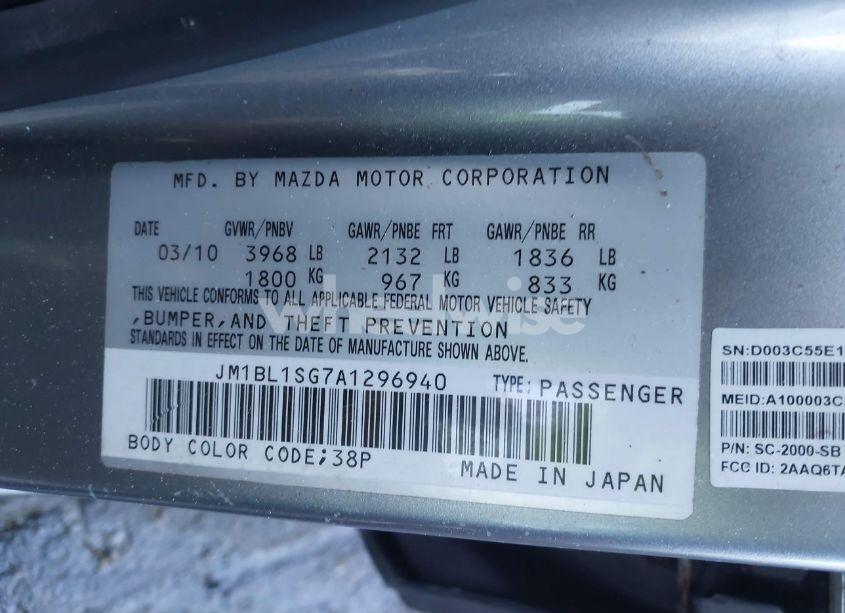 MFD. BY MAZDA MOTOR CORPORATION
DATE GVWR/PNBV GAWR/PNBE FRT GAWR/PNBE RR
03/10 3968 LB 2132 LB 1836 LB
1800 KG 967 KG 833 KG
THIS VEHICLE CONFORMS TO ALL APPLICABLE FEDERAL MOTOR VEHICLE SAFETY
,BUMPER,AND THEFT PREVENTION
STANDARDS IN EFFECT ON THE DATE OF MANUFACTURE SHOWN ABOVE.
JM1BL1SG7A1296940 TYPE: PASSENGER
BODY COLOR CODE;38P
MADE IN JAPAN
SN:D003C55E1
MEID:A100003C
P/N: SC-2000-SB
FCC ID: 2AAQ6TA